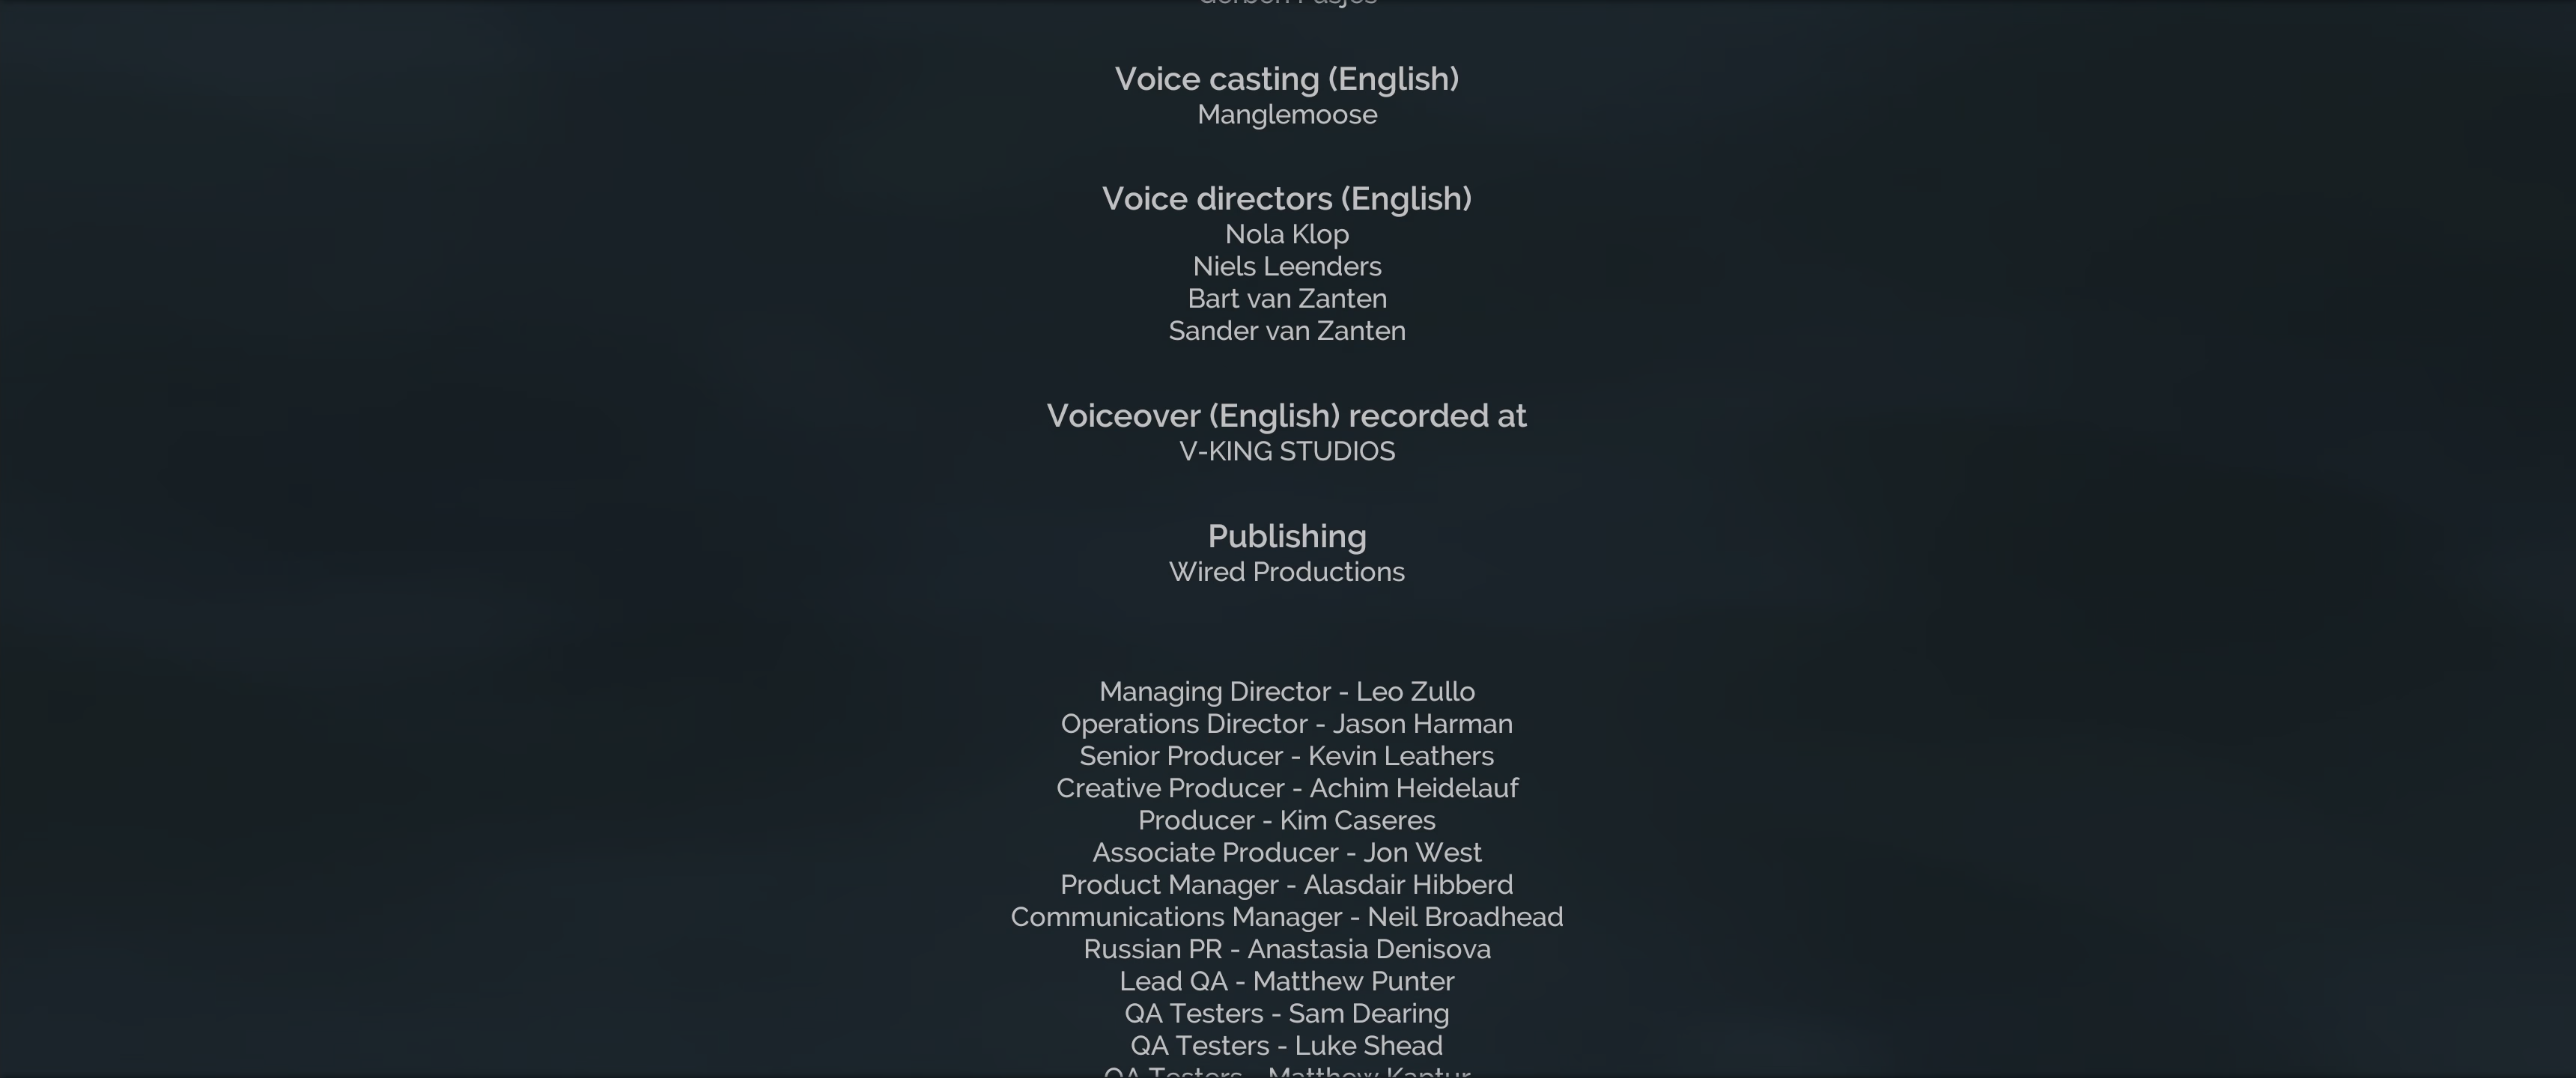 Voice casting (English)
Manglemoose
Voice directors (English)
Nola Klop
Niels Leenders
Bart van Zanten
Sander van Zanten
Voiceover (English) recorded at
V-KING STUDIOS
Publishing
Wired Productions
Managing Director - Leo Zullo
Operations Director - Jason Harman
Senior Producer - Kevin Leathers
Creative Producer - Achim Heidelauf
Producer - Kim Caseres
Associate Producer - Jon West
Product Manager - Alasdair Hibberd
Communications Manager - Neil Broadhead
Russian PR - Anastasia Denisova
Lead QA - Matthew Punter
QA Testers - Sam Dearing
QA Testers - Luke Shead
QA Testers - Matthew